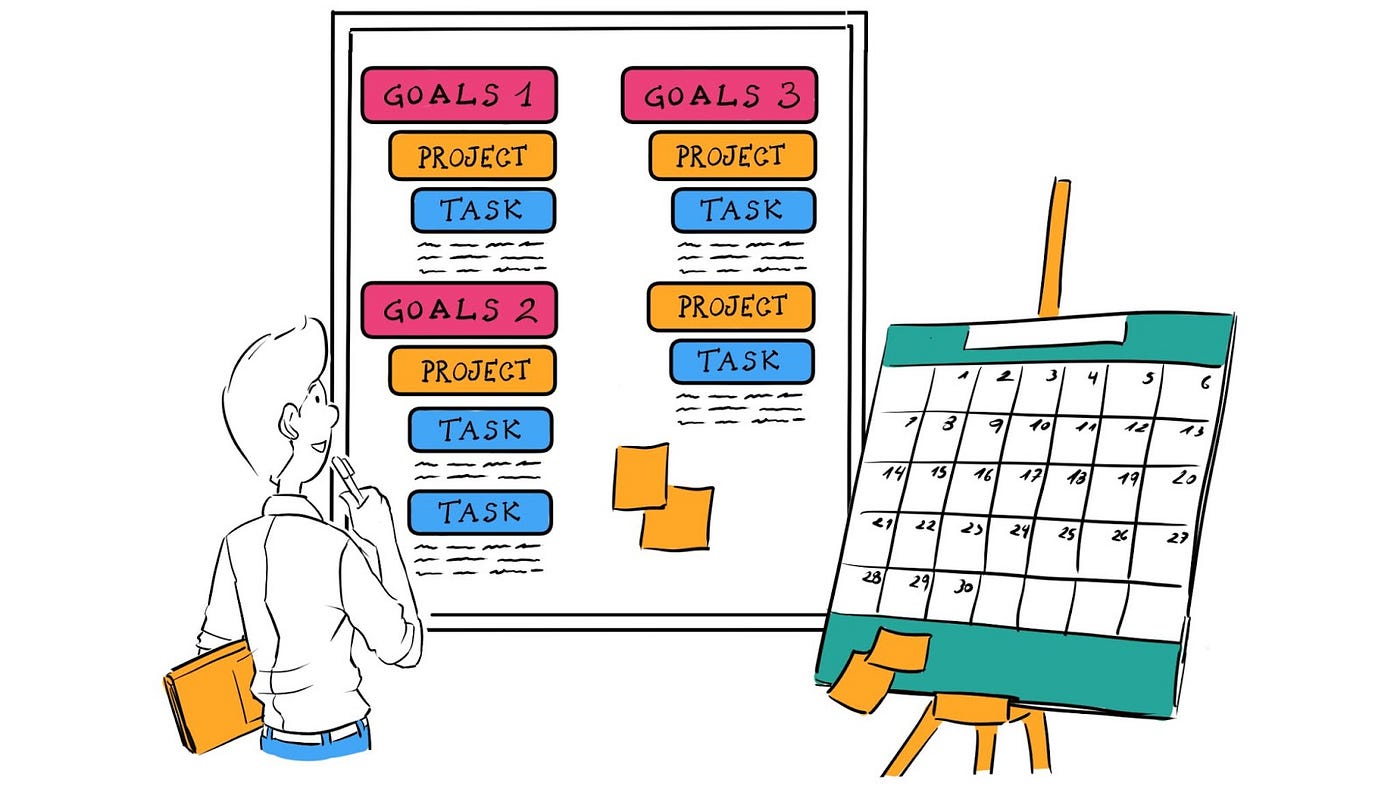 GOALS 1
PROJECT
TASK
GOALS 2
PROJECT
TASK
TASK
GOALS 3
PROJECT
TASK
PROJECT
TASK
1 2 3 4 5 6
7 8 9 10 11 12 13
14 15 16 17 18 19 20
21 22 23 24 25 26 27
28 29 30